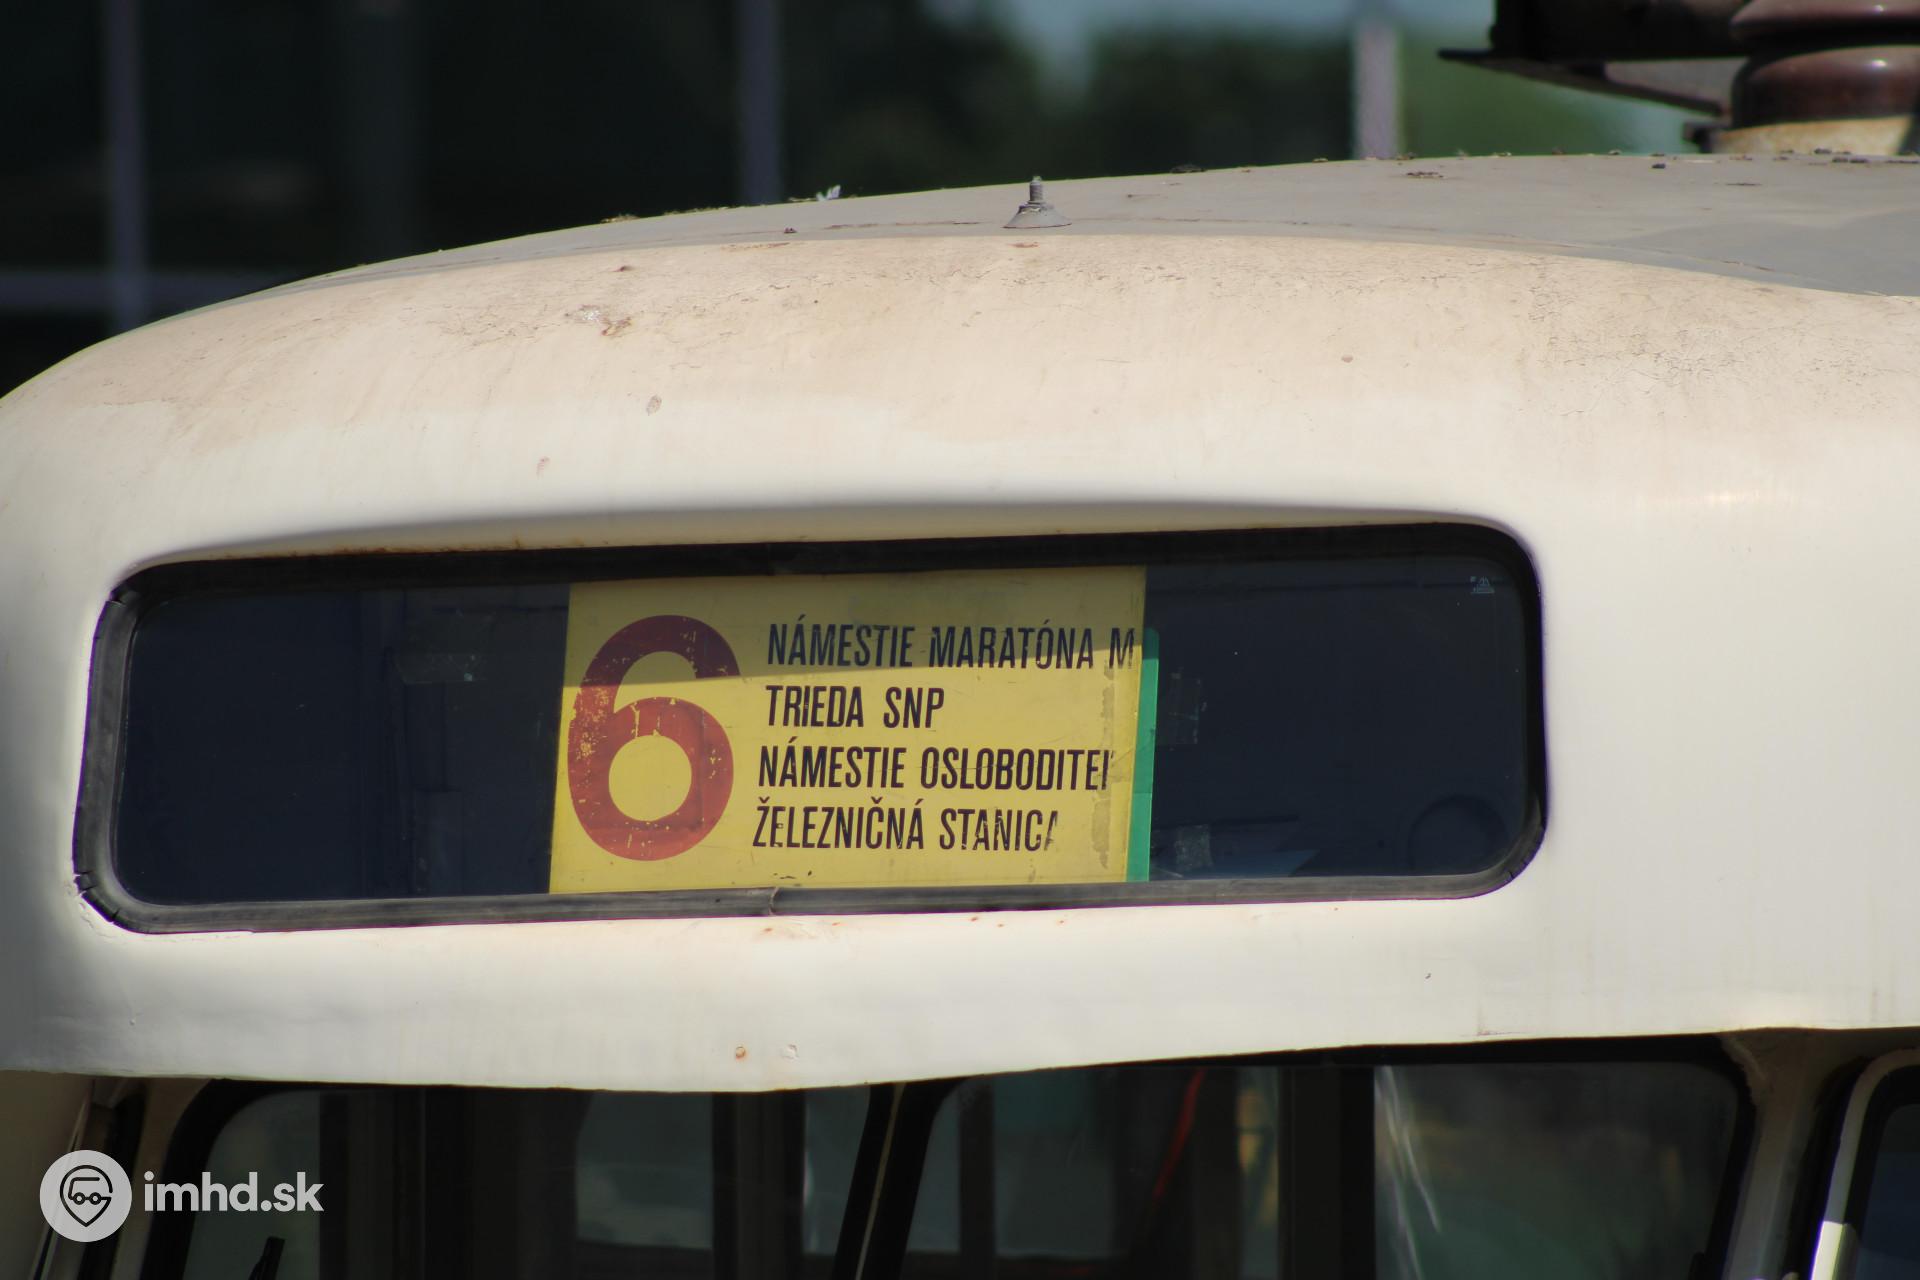 6
NÁMESTIE MARATÓNA M
TRIEDA SNP
NÁMESTIE OSLOBODITEĽ
ŽELEZNIČNÁ STANICA
imhd.sk